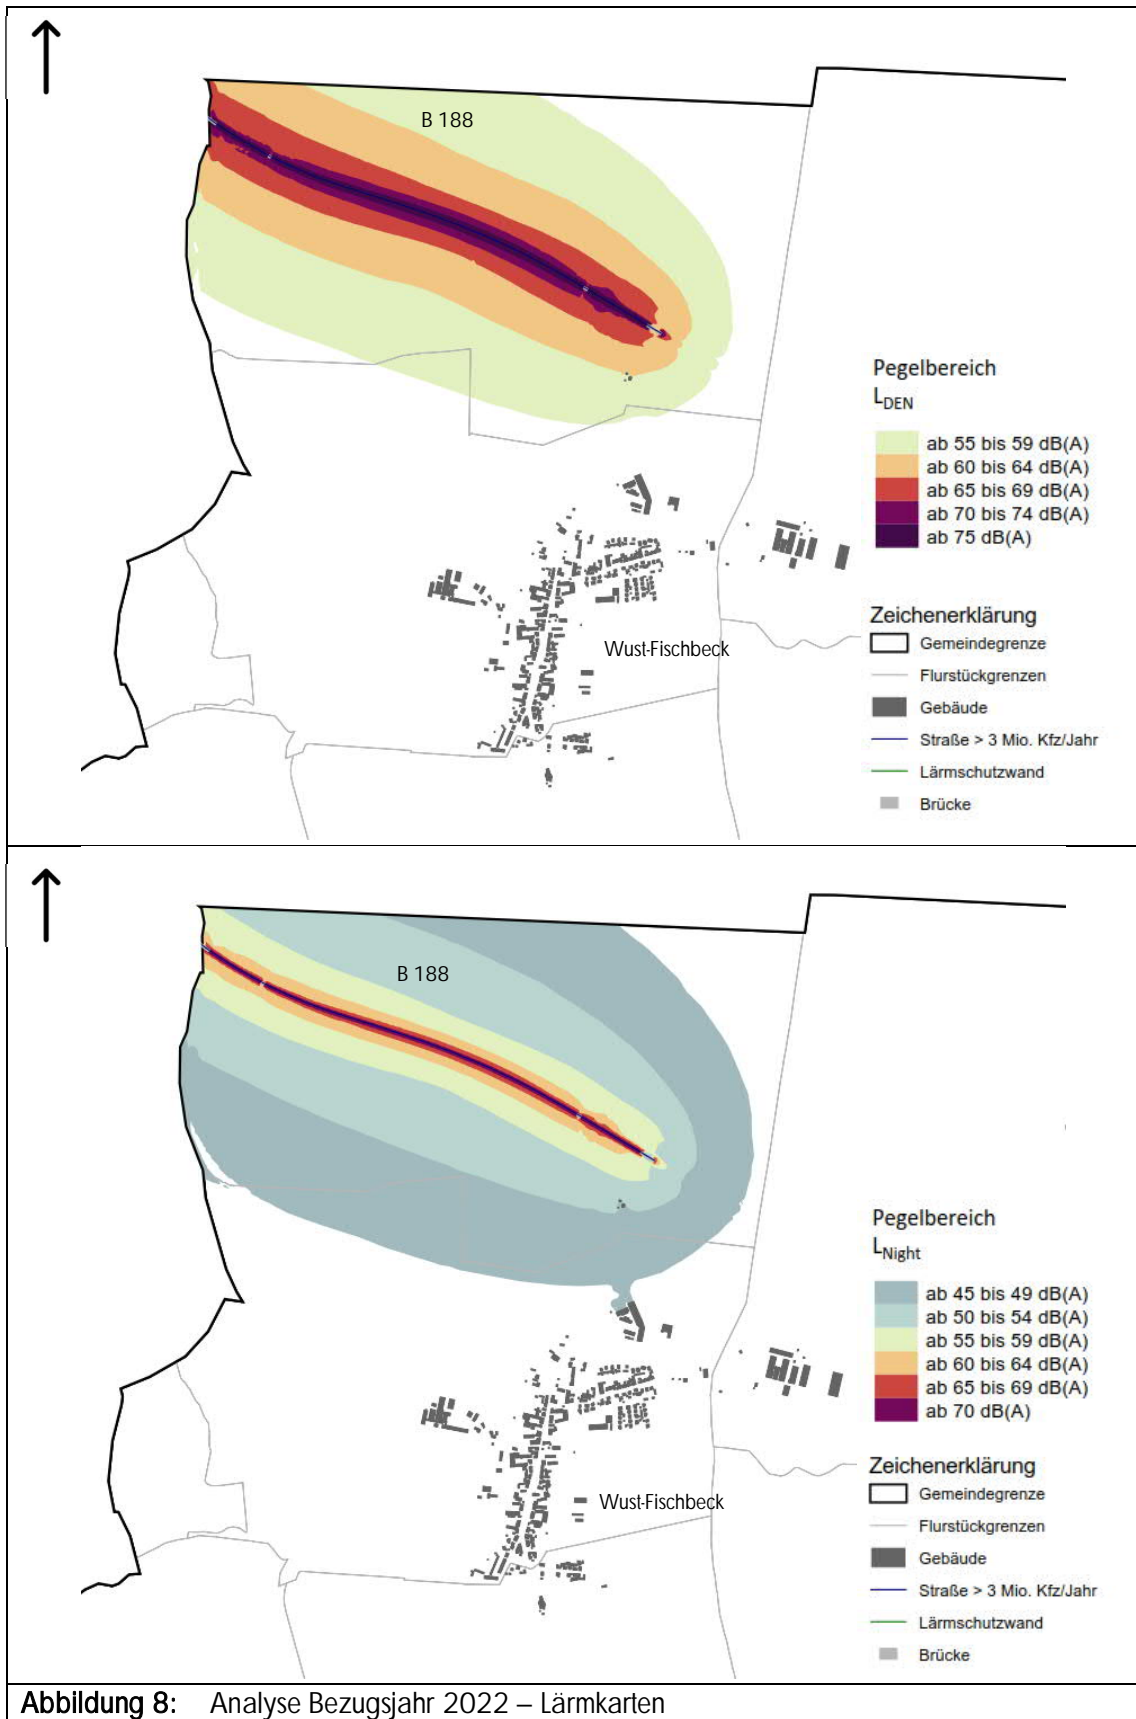 B 188
Pegelbereich
LDEN
ab 55 bis 59 dB(A)
ab 60 bis 64 dB(A)
ab 65 bis 69 dB(A)
ab 70 bis 74 dB(A)
ab 75 dB(A)
Zeichenerklärung
Gemeindegrenze
Flurstückgrenzen
Gebäude
Straße > 3 Mio. Kfz/Jahr
Lärmschutzwand
Brücke
Wust-Fischbeck
B 188
Pegelbereich
LNight
ab 45 bis 49 dB(A)
ab 50 bis 54 dB(A)
ab 55 bis 59 dB(A)
ab 60 bis 64 dB(A)
ab 65 bis 69 dB(A)
ab 70 dB(A)
Zeichenerklärung
Gemeindegrenze
Flurstückgrenzen
Gebäude
Straße > 3 Mio. Kfz/Jahr
Lärmschutzwand
Brücke
Wust-Fischbeck
Abbildung 8: Analyse Bezugsjahr 2022 – Lärmkarten